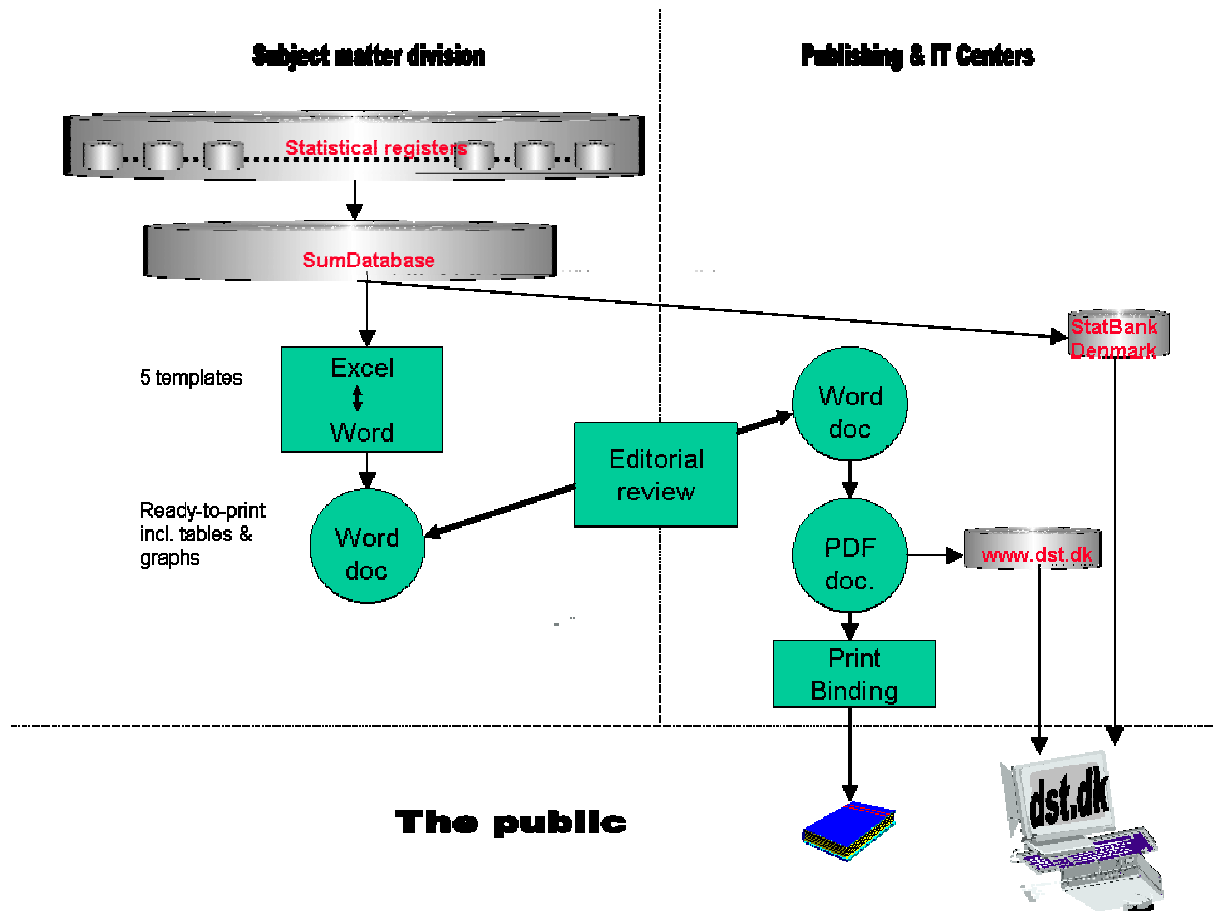 Subject matter division
Publishing & IT Centers
Statistical registers
SumDatabase
StatBank
Denmark
5 templates
Excel
Word
Word
doc
Editorial
review
Ready-to-print
incl. tables &
graphs
Word
doc
PDF
doc.
www.dst.dk
Print
Binding
The public
dst.dk